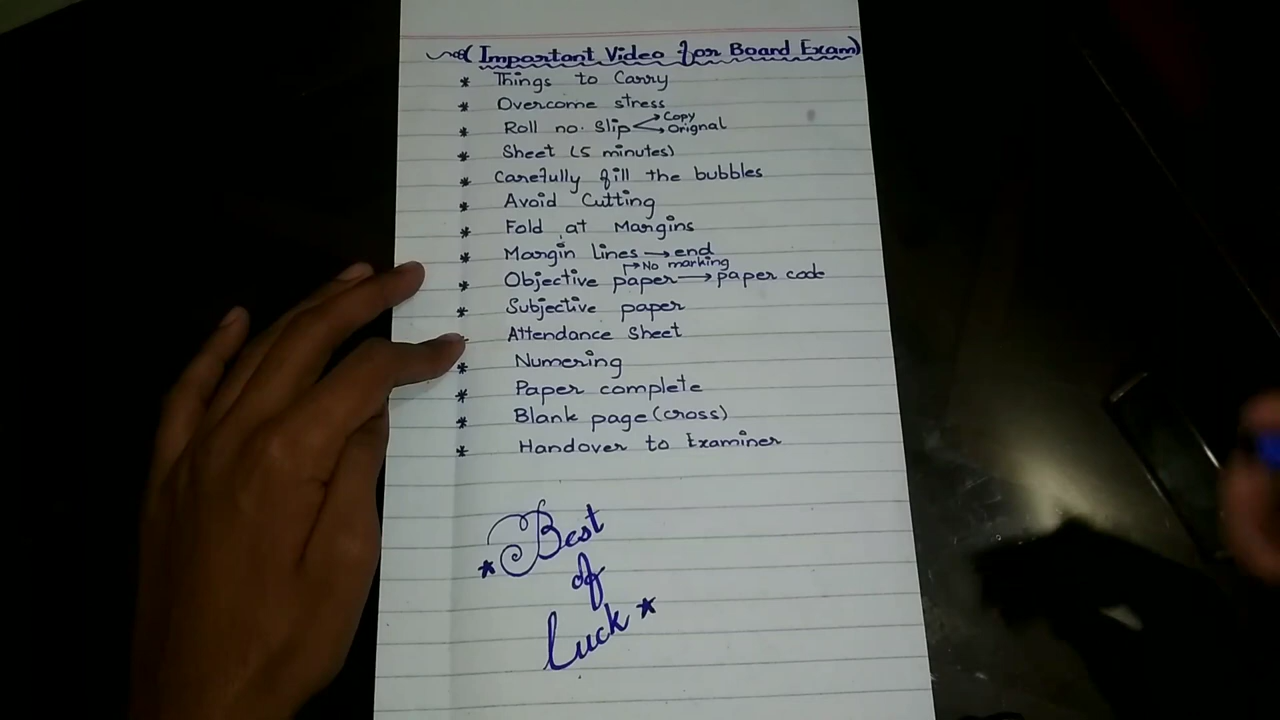 (Important Video for Board Exam)
* Things to Carry
* Overcome stress
* Roll no. Slip → Copy → Orignal
* Sheet (5 minutes)
* Carefully fill the bubbles
* Avoid Cutting
* Fold at Margins
* Margin lines → end
* Objective paper → No marking → paper code
* Subjective paper
* Attendance Sheet
* Numering
* Paper complete
* Blank page (cross)
* Handover to Examiner
* Best
of
Luck *